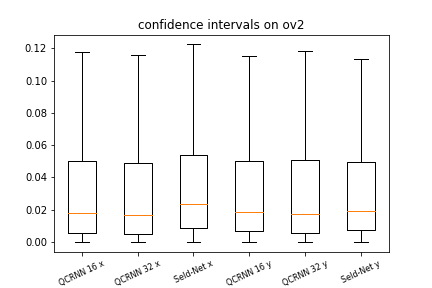 confidence intervals on ov2
0.12
0.10
0.08
0.06
0.04
0.02
0.00
QCRNN 16 x
QCRNN 32 x
Seld-Net x
QCRNN 16 y
QCRNN 32 y
Seld-Net y